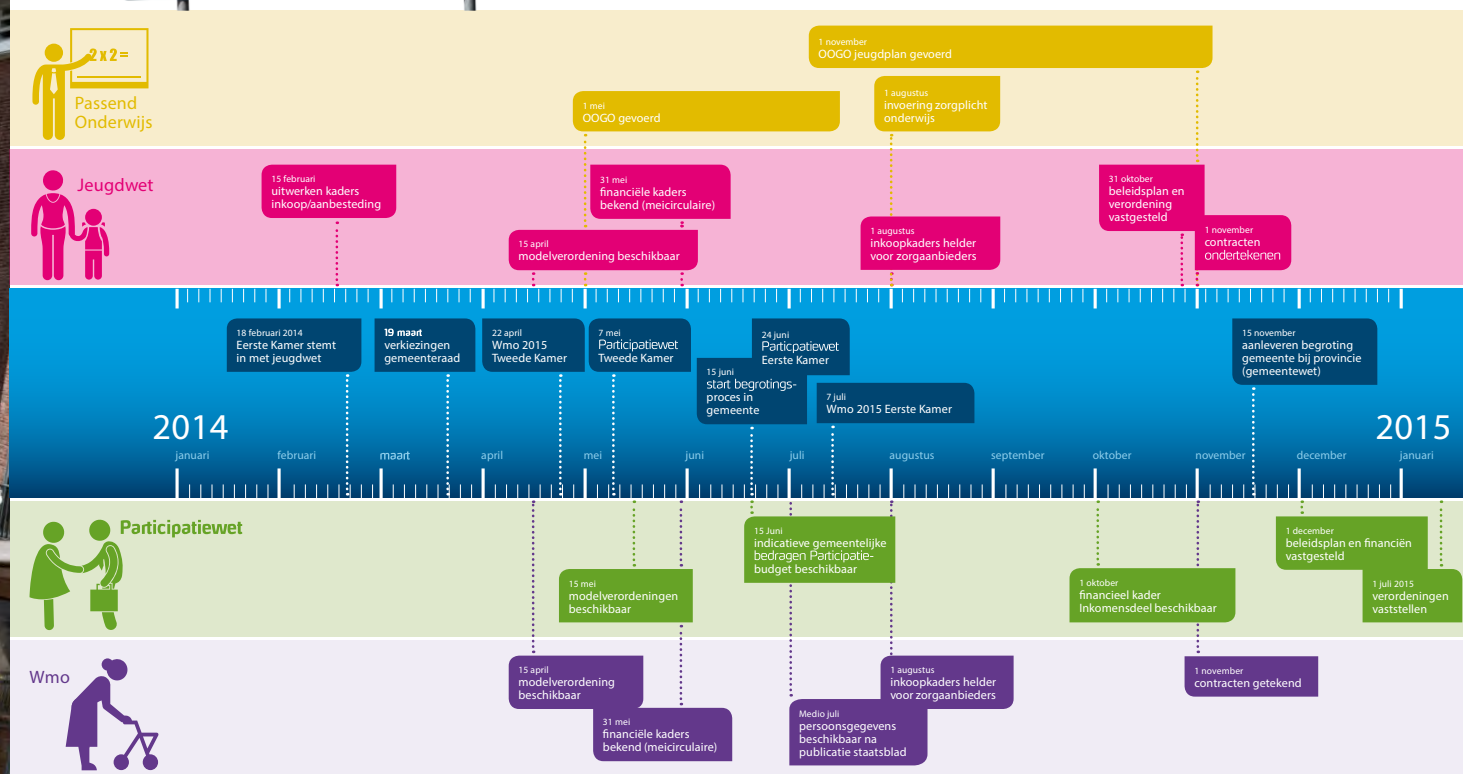 2 x 2 =
Passend
Onderwijs
1 november
OOGO jeugdplan gevoerd
1 mei
OOGO gevoerd
1 augustus
invoering zorgplicht
onderwijs
Jeugdwet
15 februari
uitwerken kaders
inkoop/aanbesteding
31 mei
financiële kaders
bekend (meicirculaire)
15 april
modelverordening beschikbaar
1 augustus
inkoopkaders helder
voor zorgaanbieders
31 oktober
beleidsplan en
verordening
vastgesteld
1 november
contracten
ondertekenen
18 februari 2014
Eerste Kamer stemt
in met jeugdwet
19 maart
verkiezingen
gemeenteraad
22 april
Wmo 2015
Tweede Kamer
7 mei
Participatiewet
Tweede Kamer
24 juni
Particpatiewet
Eerste Kamer
15 juni
start begrotings-
proces in
gemeente
7 juli
Wmo 2015 Eerste Kamer
15 november
aanleveren begroting
gemeente bij provincie
(gemeentewet)
2014
2015
januari februari maart april mei juni juli augustus september oktober november december januari
Participatiewet
15 Juni
indicatieve gemeentelijke
bedragen Participatie-
budget beschikbaar
15 mei
modelverordeningen
beschikbaar
1 oktober
financieel kader
Inkomensdeel beschikbaar
1 december
beleidsplan en financiën
vastgesteld
1 juli 2015
verordeningen
vaststellen
Wmo
15 april
modelverordening
beschikbaar
31 mei
financiële kaders
bekend (meicirculaire)
Medio juli
persoonsgegevens
beschikbaar na
publicatie staatsblad
1 augustus
inkoopkaders helder
voor zorgaanbieders
1 november
contracten getekend